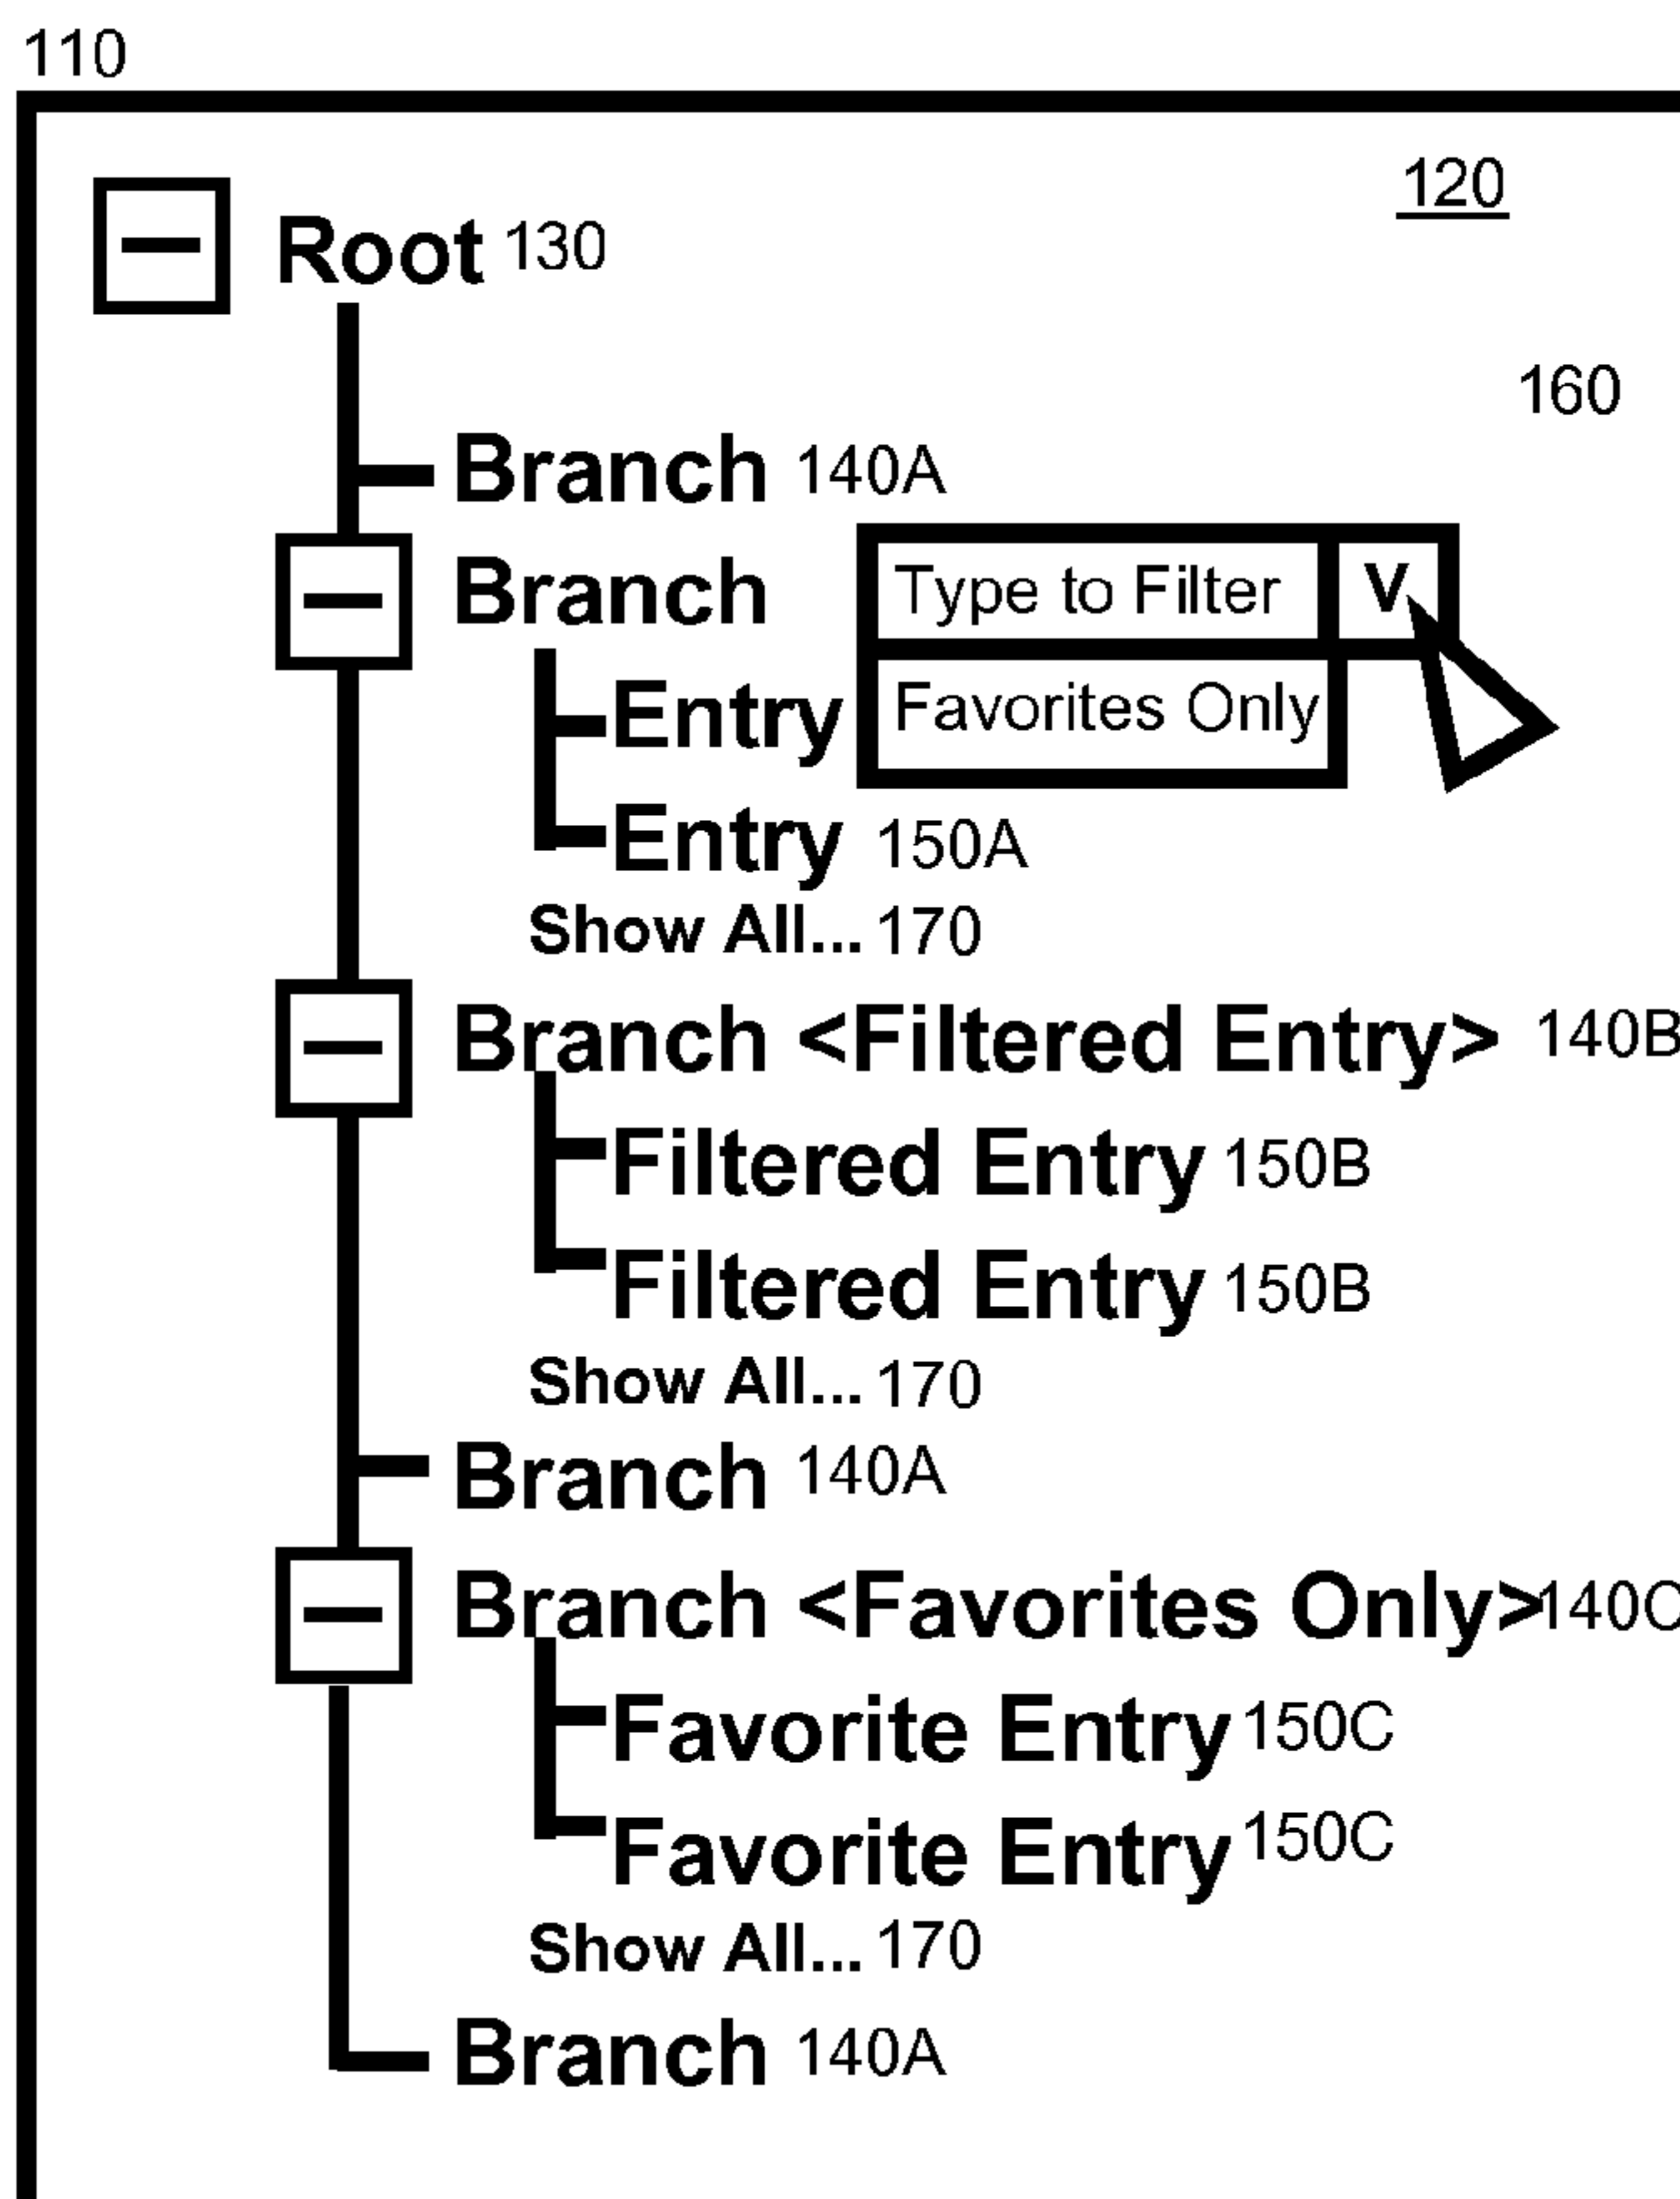 110
120
Root 130
160
Branch 140A
Branch Type to Filter V
Entry Favorites Only
Entry 150A
Show All... 170
Branch <Filtered Entry> 140B
Filtered Entry 150B
Filtered Entry 150B
Show All... 170
Branch 140A
Branch <Favorites Only> 140C
Favorite Entry 150C
Favorite Entry 150C
Show All... 170
Branch 140A